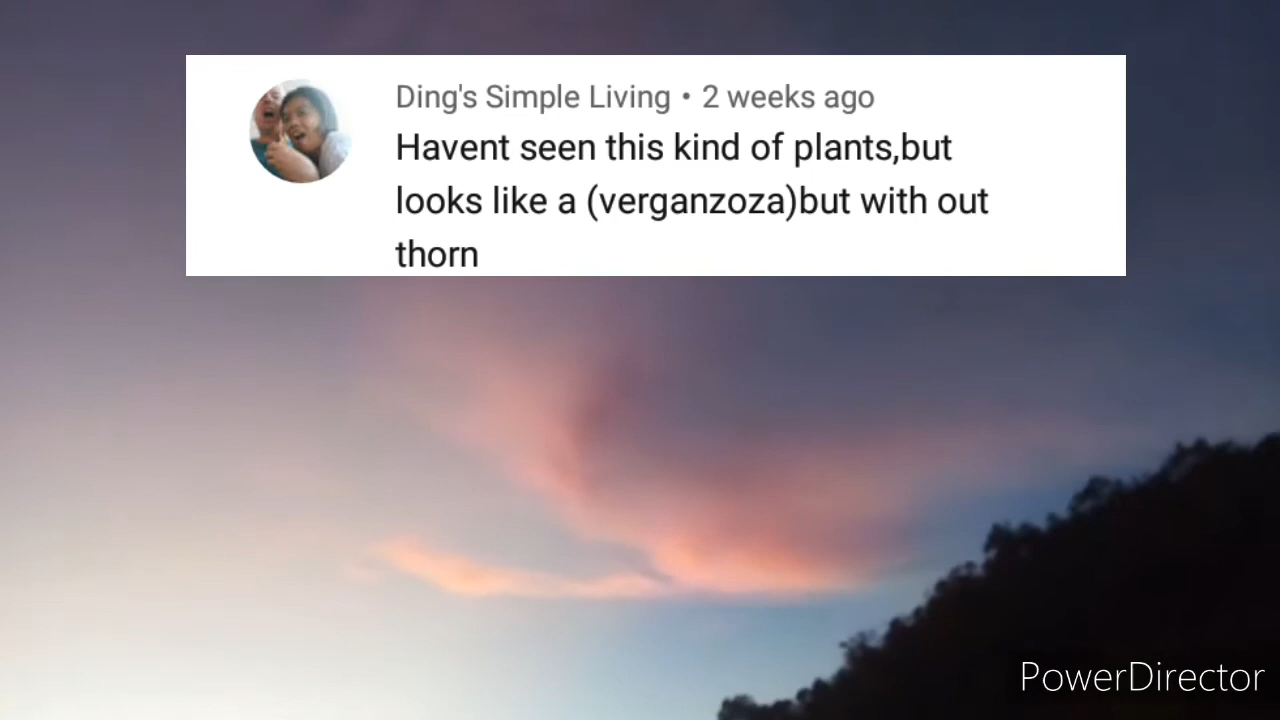 Ding's Simple Living • 2 weeks ago
Havent seen this kind of plants,but
looks like a (verganzoza)but with out
thorn
PowerDirector